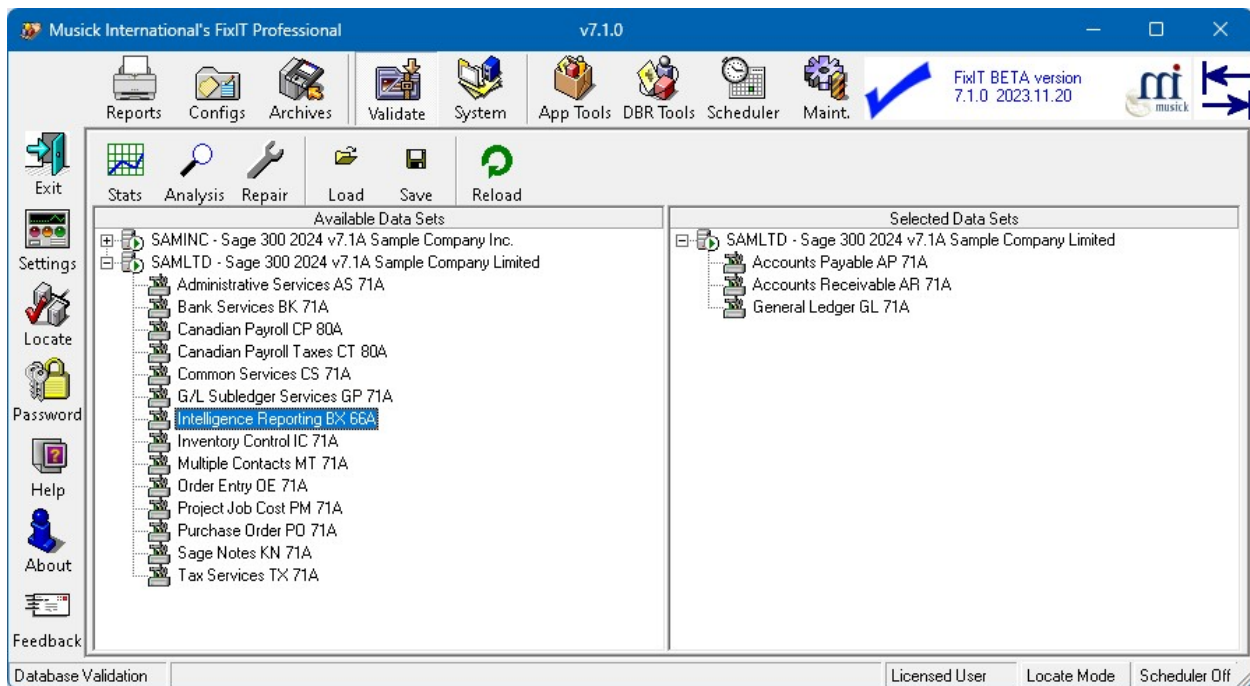 Musick International's FixIT Professional v7.1.0
Reports Configs Archives Validate System App Tools DBR Tools Scheduler Maint.
FixIT BETA version
7.1.0 2023.11.20
mi
musick
Exit
Settings
Locate
Password
Help
About
Feedback
Stats Analysis Repair Load Save Reload
Available Data Sets
SAMINC - Sage 300 2024 v7.1A Sample Company Inc.
SAMLTD - Sage 300 2024 v7.1A Sample Company Limited
Administrative Services AS 71A
Bank Services BK 71A
Canadian Payroll CP 80A
Canadian Payroll Taxes CT 80A
Common Services CS 71A
G/L Subledger Services GP 71A
Intelligence Reporting BX 66A
Inventory Control IC 71A
Multiple Contacts MT 71A
Order Entry OE 71A
Project Job Cost PM 71A
Purchase Order PO 71A
Sage Notes KN 71A
Tax Services TX 71A
Selected Data Sets
SAMLTD - Sage 300 2024 v7.1A Sample Company Limited
Accounts Payable AP 71A
Accounts Receivable AR 71A
General Ledger GL 71A
Database Validation Licensed User Locate Mode Scheduler Off